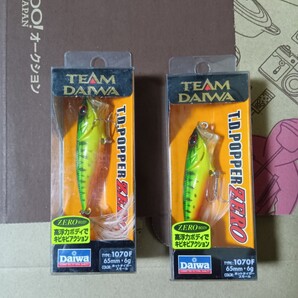 oo!オークション
JAPAN
TEAM
DAIWA
T.D.POPPER
ZERO
高浮力ボディで
キビキビアクション
Daiwa
TYPE: 1070F
65mm・6g
TEAM
DAIWA
T.D.POPPER
ZERO
ZERO
高浮力ボディで
キビキビアクション
Daiwa
TYPE: 1070F
65mm・6g